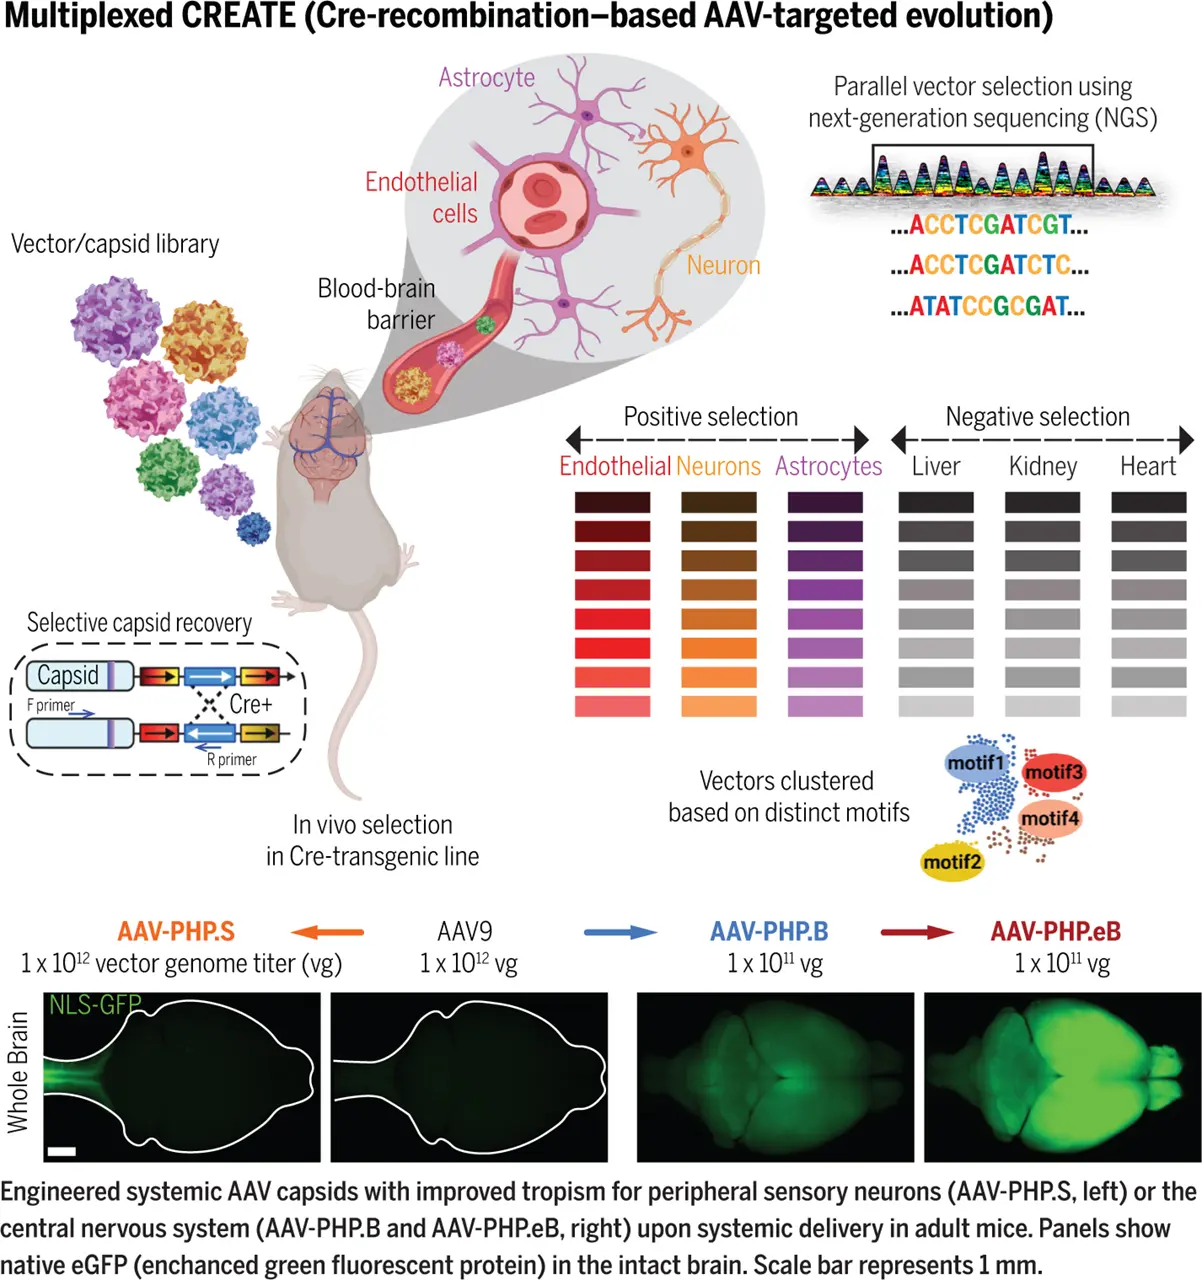 Multiplexed CREATE (Cre-recombination–based AAV-targeted evolution)
Astrocyte
Endothelial
cells
Neuron
Blood-brain
barrier
Vector/capsid library
Parallel vector selection using
next-generation sequencing (NGS)
...ACCTCGATCGT...
...ACCTCGATCTC...
...ATATCCGCGAT...
Positive selection
Negative selection
Endothelial Neurons Astrocytes Liver Kidney Heart
Selective capsid recovery
Capsid
F primer
Cre+
R primer
In vivo selection
in Cre-transgenic line
Vectors clustered
based on distinct motifs
motif1
motif3
motif4
motif2
AAV-PHP.S AAV9 AAV-PHP.B AAV-PHP.eB
1 x 10¹² vector genome titer (vg) 1 x 10¹² vg 1 x 10¹¹ vg 1 x 10¹¹ vg
NLS-GFP
Whole Brain
Engineered systemic AAV capsids with improved tropism for peripheral sensory neurons (AAV-PHP.S, left) or the
central nervous system (AAV-PHP.B and AAV-PHP.eB, right) upon systemic delivery in adult mice. Panels show
native eGFP (enchanced green fluorescent protein) in the intact brain. Scale bar represents 1 mm.